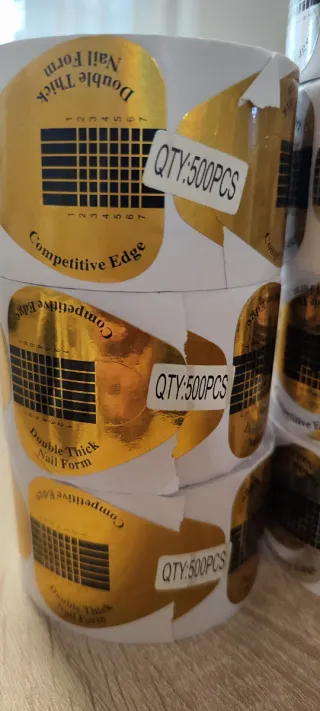 Double Thick
Nail Form
1 2 3 4 5 6 7
1 2 3 4 5 6 7
Competitive Edge
QTY:500PCS
Competitive Edge
Double Thick
Nail Form
QTY:500PCS
Competitive Edge
Double Thick
Nail Form
QTY:500PCS